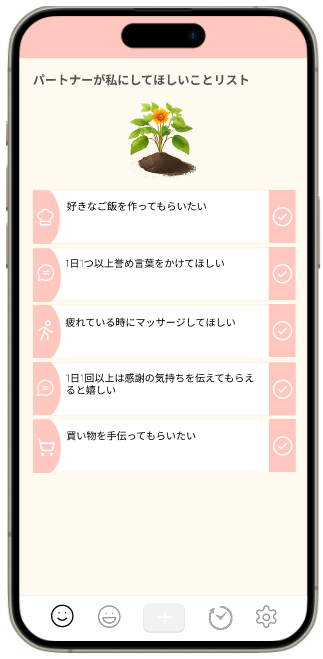 パートナーが私にしてほしいことリスト
好きなご飯を作ってもらいたい
1日1つ以上誉め言葉をかけてほしい
疲れている時にマッサージしてほしい
1日1回以上は感謝の気持ちを伝えてもらえ
ると嬉しい
買い物を手伝ってもらいたい